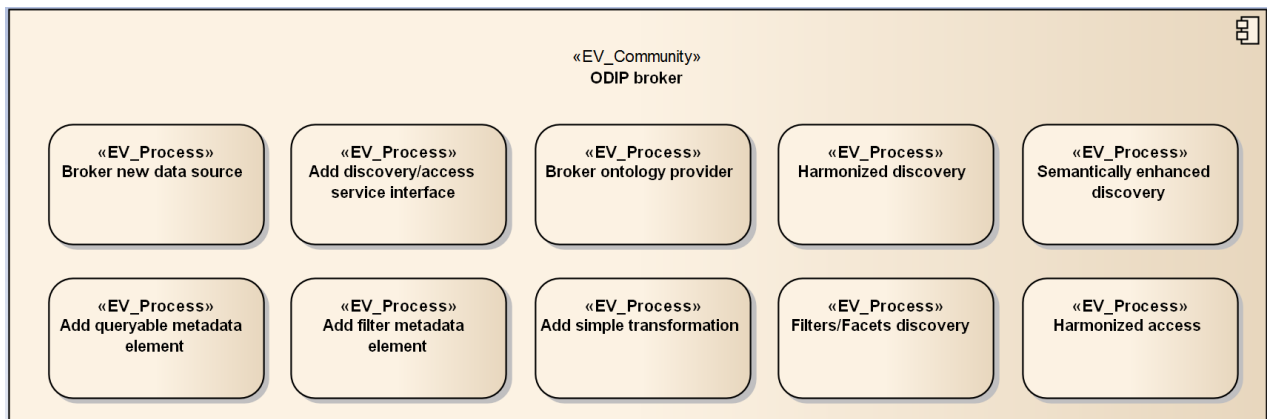 «EV_Community»
ODIP broker
«EV_Process»
Broker new data source
«EV_Process»
Add discovery/access
service interface
«EV_Process»
Broker ontology provider
«EV_Process»
Harmonized discovery
«EV_Process»
Semantically enhanced
discovery
«EV_Process»
Add queryable metadata
element
«EV_Process»
Add filter metadata
element
«EV_Process»
Add simple transformation
«EV_Process»
Filters/Facets discovery
«EV_Process»
Harmonized access